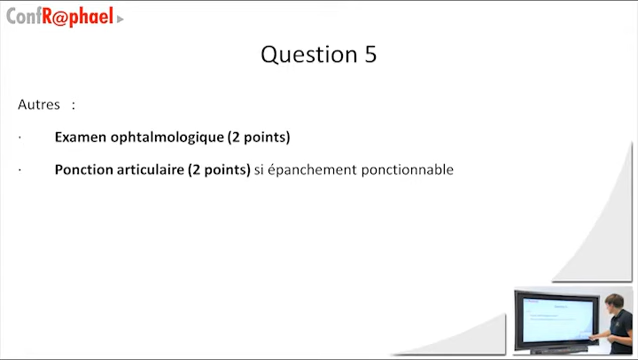 ConfR@phael
Question 5
Autres :
· Examen ophtalmologique (2 points)
· Ponction articulaire (2 points) si épanchement ponctionnable